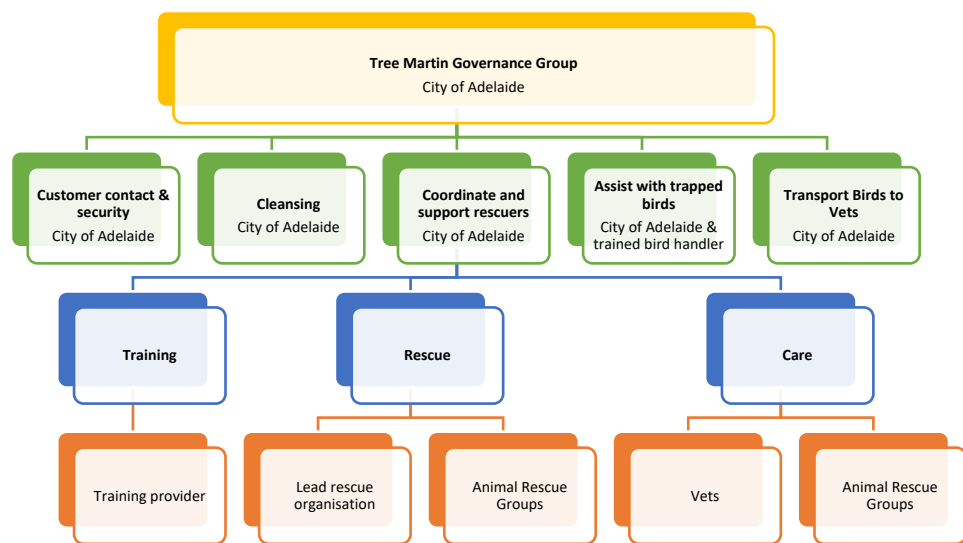 Tree Martin Governance Group
City of Adelaide
Customer contact &
security
City of Adelaide
Cleansing
City of Adelaide
Coordinate and
support rescuers
City of Adelaide
Assist with trapped
birds
City of Adelaide &
trained bird handler
Transport Birds to
Vets
City of Adelaide
Training
Rescue
Care
Training provider
Lead rescue
organisation
Animal Rescue
Groups
Vets
Animal Rescue
Groups